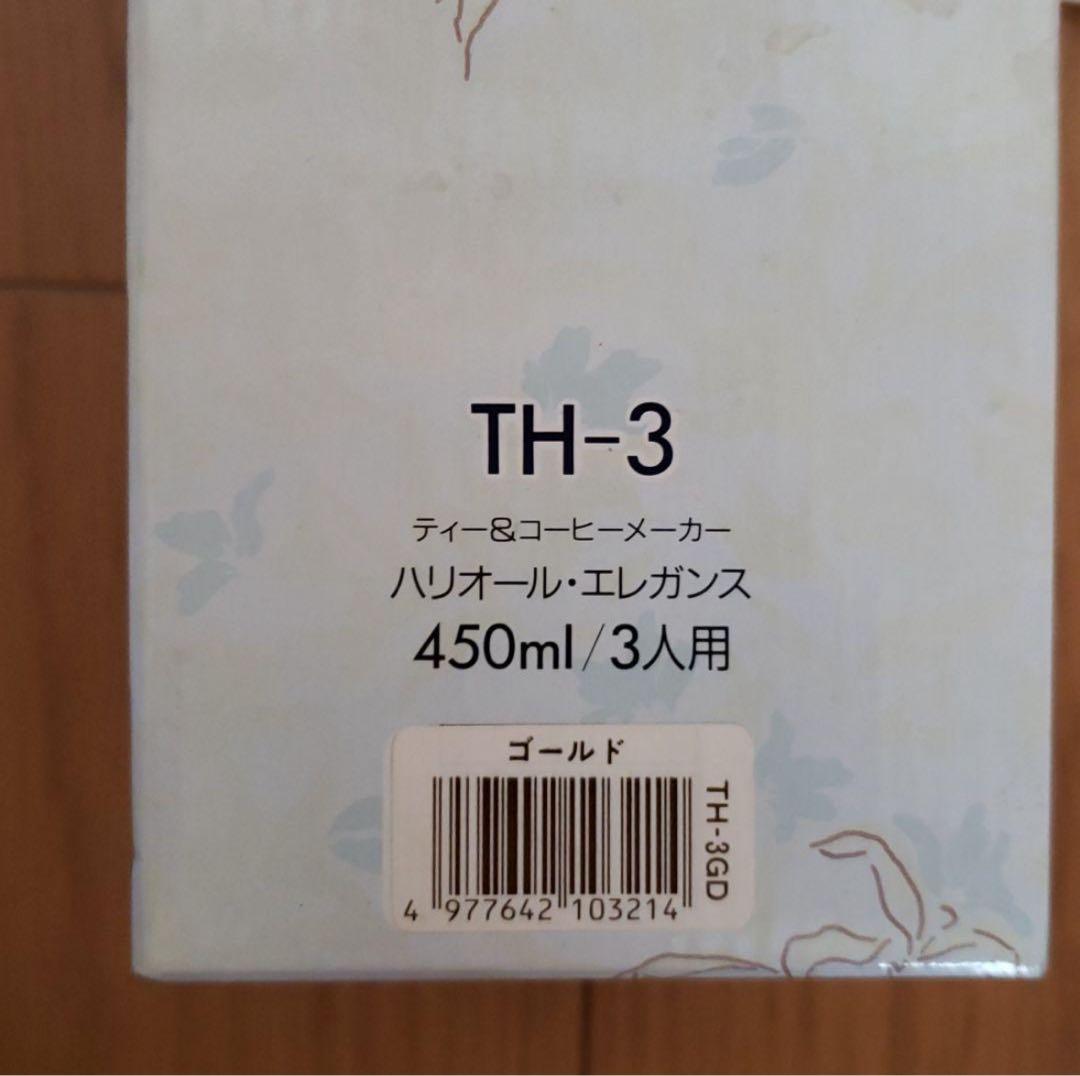 TH-3
ティー&コーヒーメーカー
ハリオール・エレガンス
450ml/3人用
ゴールド
TH-3GD
4 977642 103214